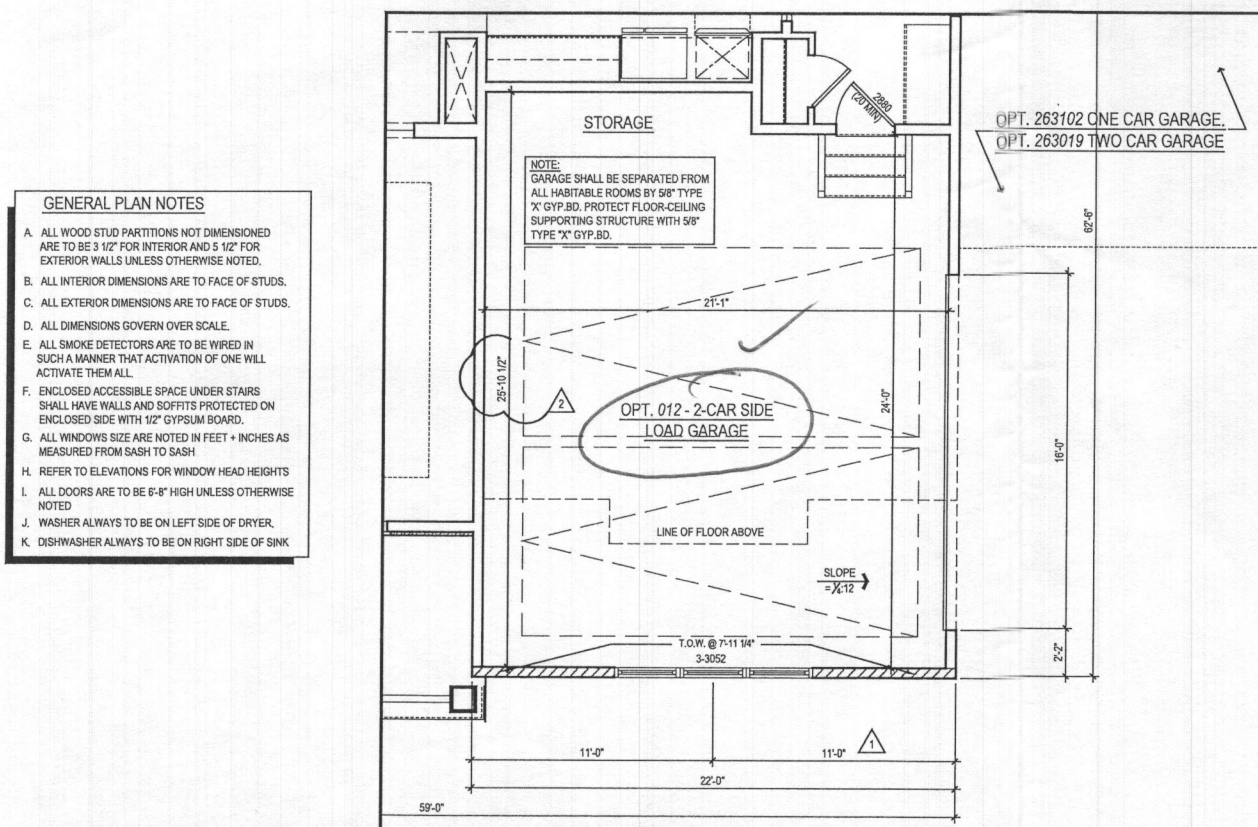 GENERAL PLAN NOTES
A. ALL WOOD STUD PARTITIONS NOT DIMENSIONED
ARE TO BE 3 1/2" FOR INTERIOR AND 5 1/2" FOR
EXTERIOR WALLS UNLESS OTHERWISE NOTED.
B. ALL INTERIOR DIMENSIONS ARE TO FACE OF STUDS.
C. ALL EXTERIOR DIMENSIONS ARE TO FACE OF STUDS.
D. ALL DIMENSIONS GOVERN OVER SCALE.
E. ALL SMOKE DETECTORS ARE TO BE WIRED IN
SUCH A MANNER THAT ACTIVATION OF ONE WILL
ACTIVATE THEM ALL.
F. ENCLOSED ACCESSIBLE SPACE UNDER STAIRS
SHALL HAVE WALLS AND SOFFITS PROTECTED ON
ENCLOSED SIDE WITH 1/2" GYPSUM BOARD.
G. ALL WINDOWS SIZE ARE NOTED IN FEET + INCHES AS
MEASURED FROM SASH TO SASH
H. REFER TO ELEVATIONS FOR WINDOW HEAD HEIGHTS
I. ALL DOORS ARE TO BE 6'-8" HIGH UNLESS OTHERWISE
NOTED
J. WASHER ALWAYS TO BE ON LEFT SIDE OF DRYER.
K. DISHWASHER ALWAYS TO BE ON RIGHT SIDE OF SINK
STORAGE
NOTE:
GARAGE SHALL BE SEPARATED FROM
ALL HABITABLE ROOMS BY 5/8" TYPE
'X' GYP.BD. PROTECT FLOOR-CEILING
SUPPORTING STRUCTURE WITH 5/8"
TYPE "X" GYP.BD.
2880
(20 MIN)
OPT. 263102 ONE CAR GARAGE.
OPT. 263019 TWO CAR GARAGE
62'-6"
21'-1"
25'-10 1/2"
2
OPT. 012 - 2-CAR SIDE
LOAD GARAGE
24'-0"
16'-0"
LINE OF FLOOR ABOVE
SLOPE
= 1/4:12
T.O.W. @ 7'-11 1/4"
3-3052
2'-2"
11'-0"
11'-0"
1
22'-0"
59'-0"